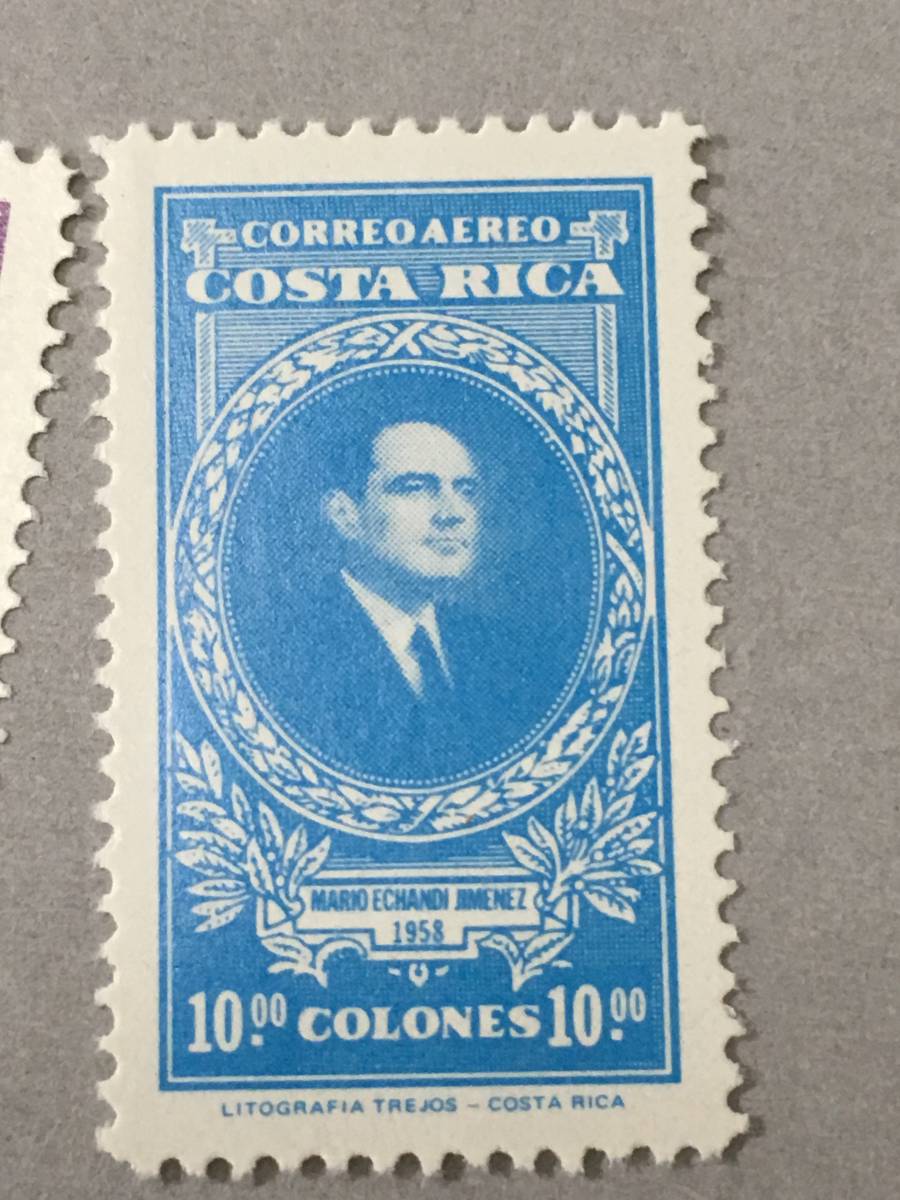 CORREO AEREO
COSTA RICA
MARIO ECHANDI JIMENEZ
1958
10.00 COLONES 10.00
LITOGRAFIA TREJOS - COSTA RICA